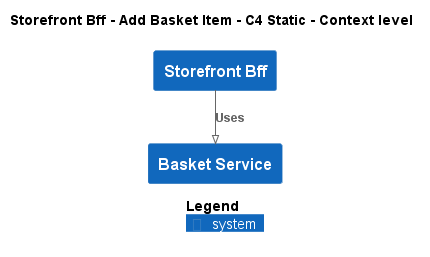 Storefront Bff - Add Basket Item - C4 Static - Context level
Storefront Bff
Uses
Basket Service
Legend
system